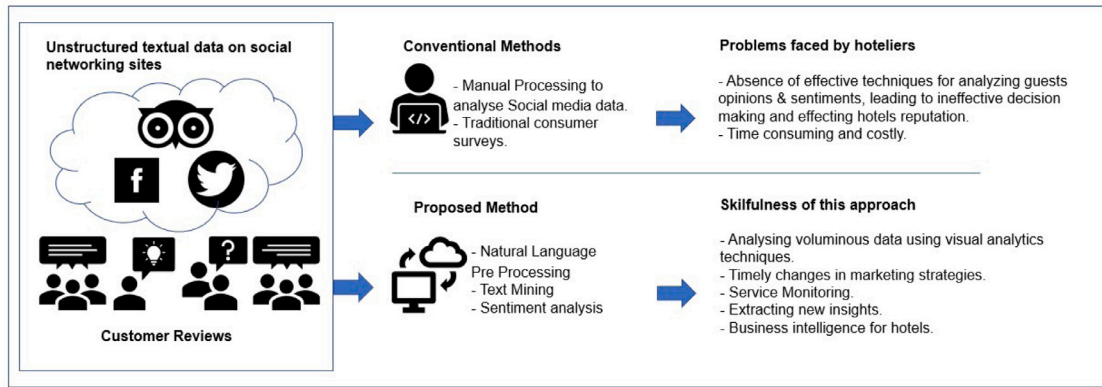 Unstructured textual data on social
networking sites
f
?
Customer Reviews
Conventional Methods
</>
- Manual Processing to
analyse Social media data.
- Traditional consumer
surveys.
Problems faced by hoteliers
- Absence of effective techniques for analyzing guests
opinions & sentiments, leading to ineffective decision
making and effecting hotels reputation.
- Time consuming and costly.
Proposed Method
- Natural Language
Pre Processing
- Text Mining
- Sentiment analysis
Skilfulness of this approach
- Analysing voluminous data using visual analytics
techniques.
- Timely changes in marketing strategies.
- Service Monitoring.
- Extracting new insights.
- Business intelligence for hotels.